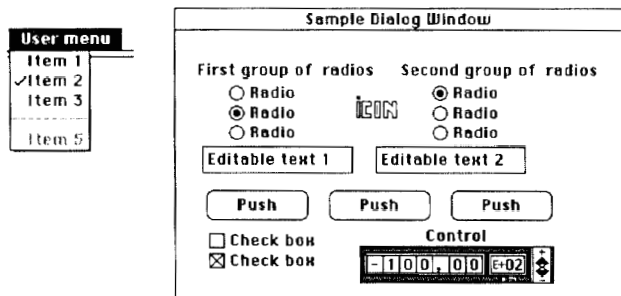 Sample Dialog Window
User menu
Item 1
✓Item 2
Item 3
Item 5
First group of radios
Second group of radios
Radio
Radio
Radio
ICON
Radio
Radio
Radio
Editable text 1
Editable text 2
Push
Push
Push
Check box
Check box
Control
-100,00 E+02
+
-